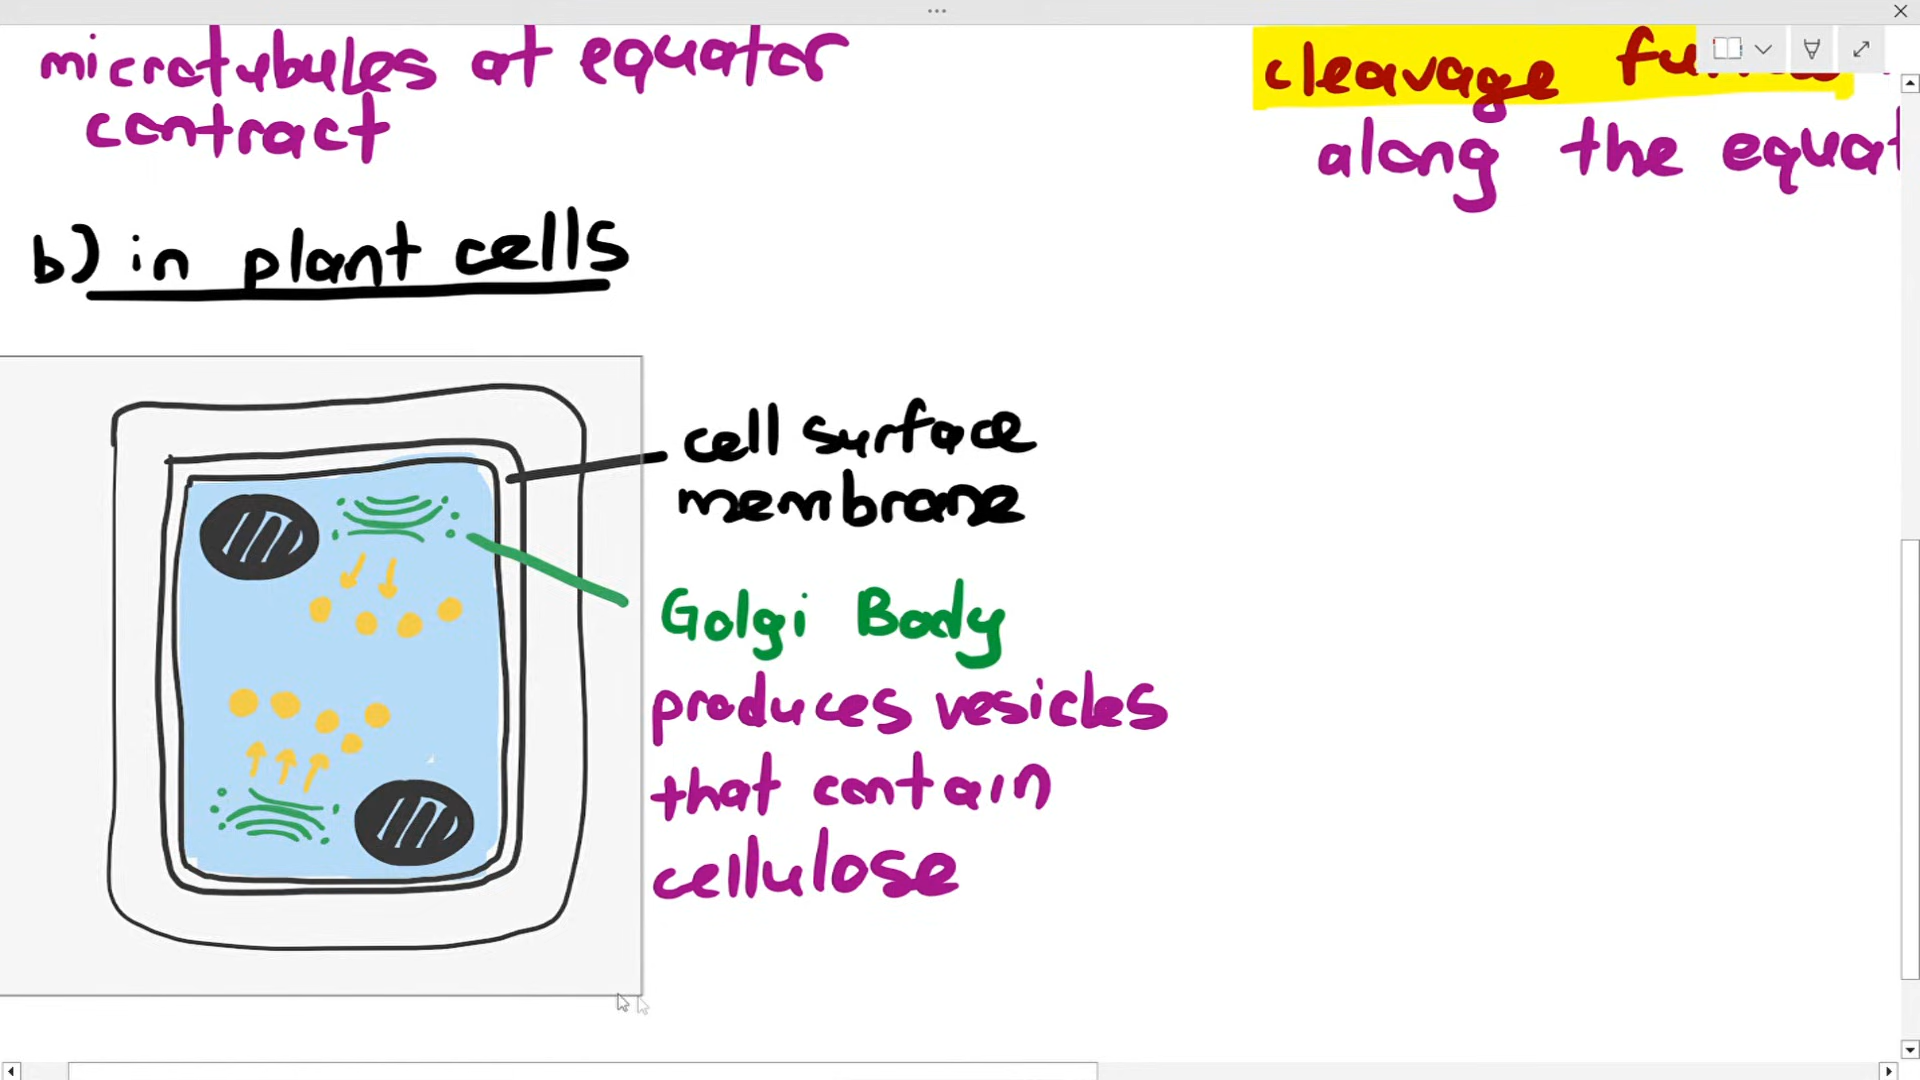 microtubules at equator
contract
cleavage
along the
b) in plant cells
cell surface
membrane
Golgi Body
produces vesicles
that contain
cellulose